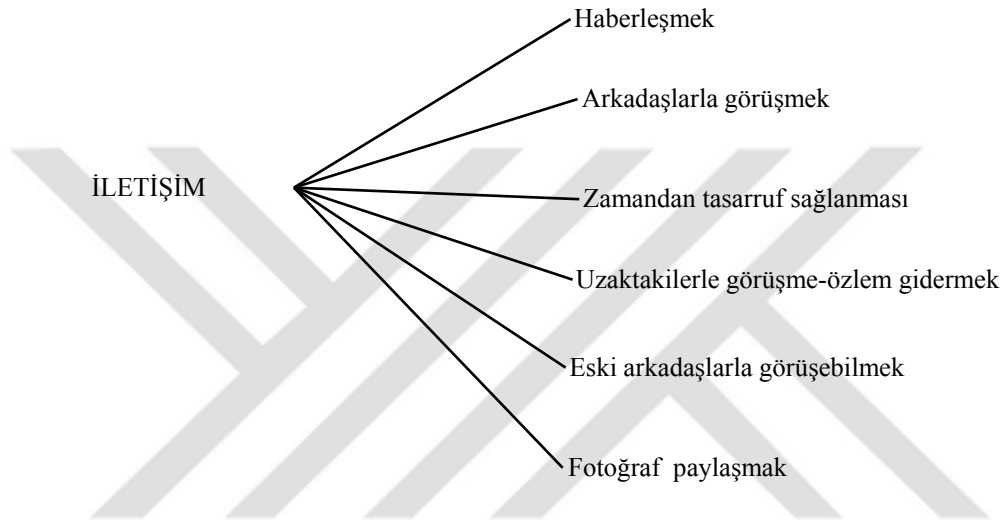 Haberleşmek
Arkadaşlarla görüşmek
İLETİŞİM
Zamandan tasarruf sağlanması
Uzaktakilerle görüşme-özlem gidermek
Eski arkadaşlarla görüşebilmek
Fotoğraf paylaşmak